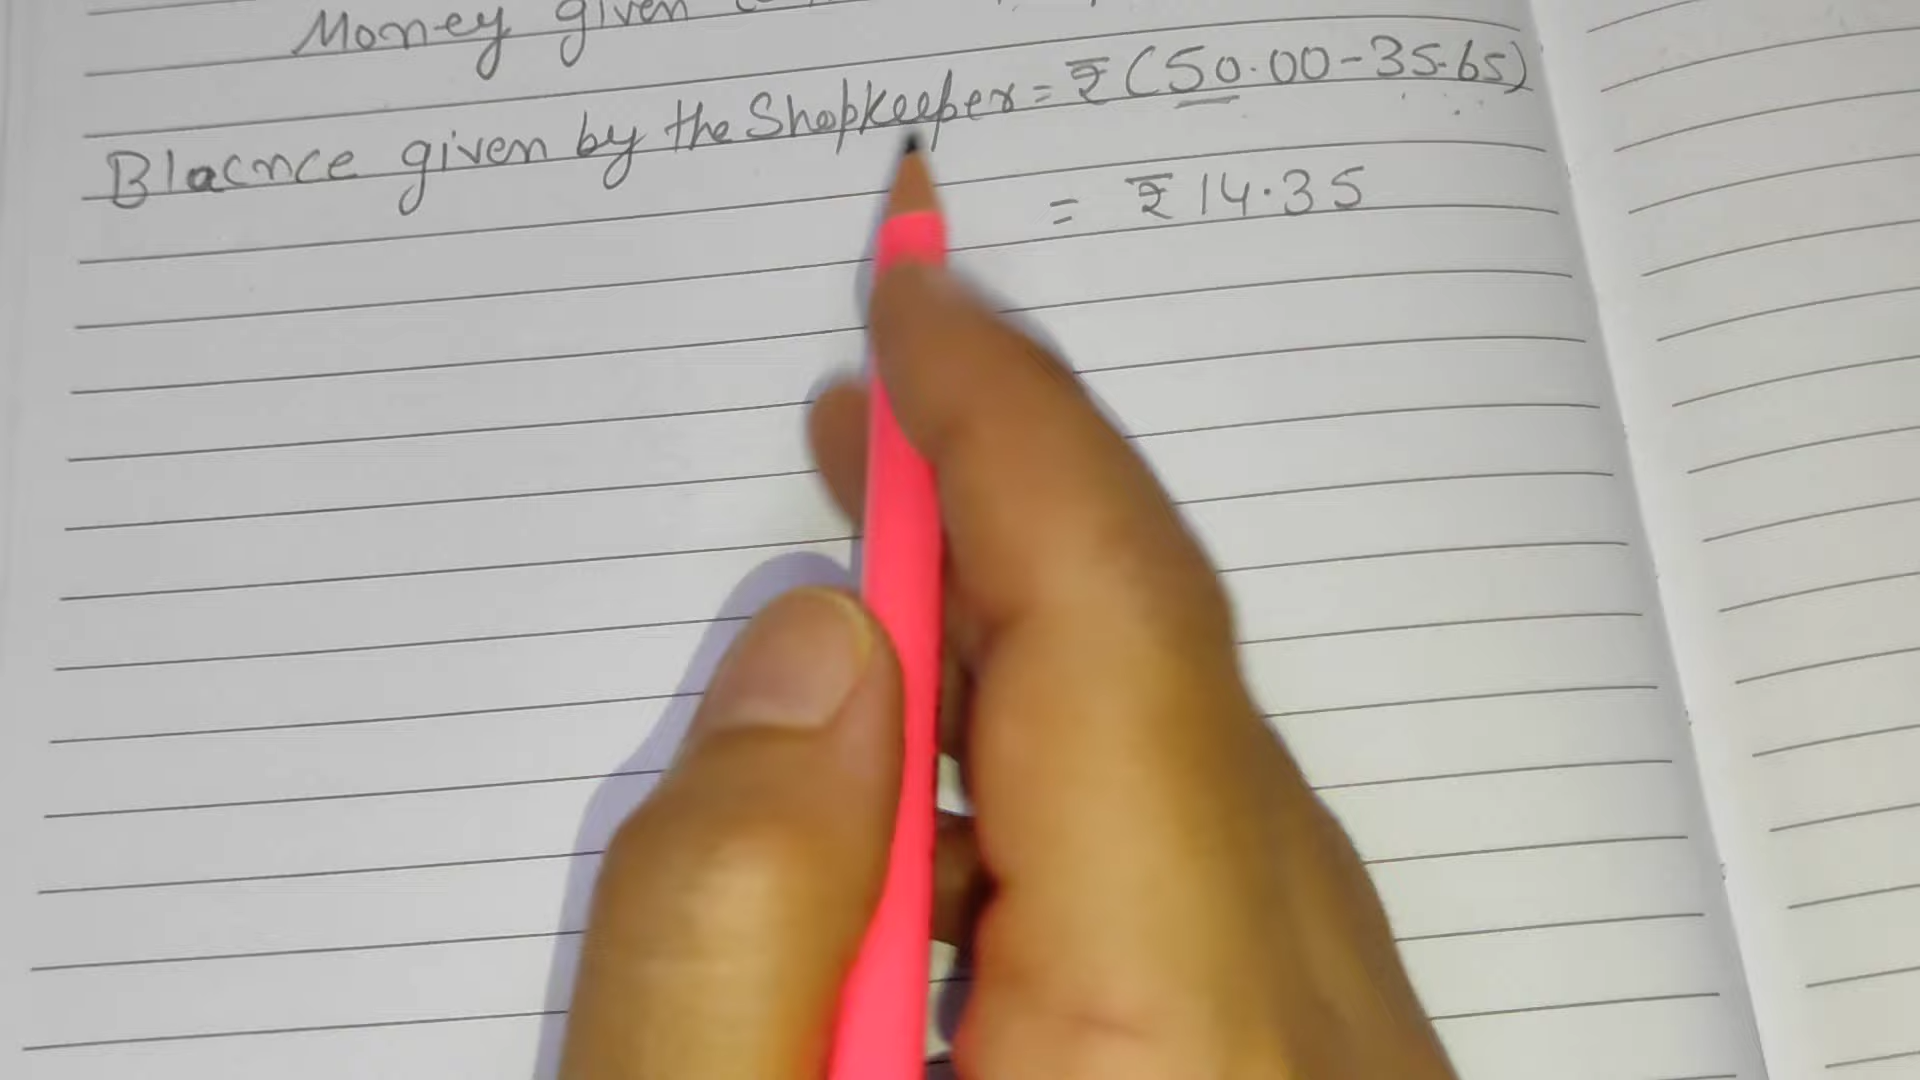 Money given
Blacnce given by the Shopkeeper = ₹ (50.00-35.65)
= ₹ 14.35